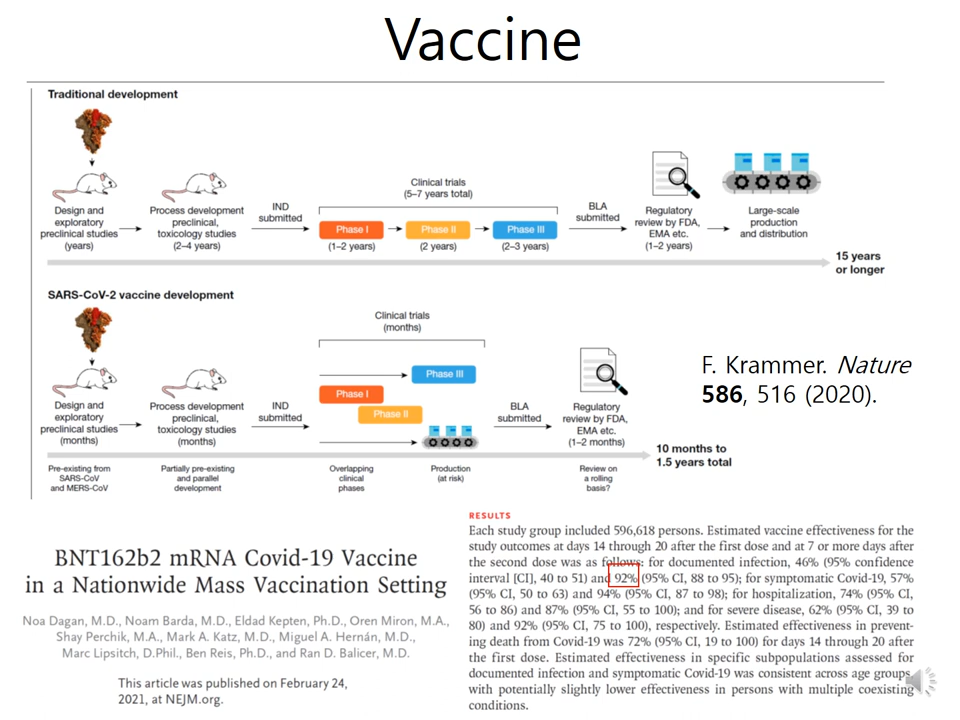 Vaccine
Traditional development
Design and
exploratory
preclinical studies
(years)
Process development
preclinical,
toxicology studies
(2–4 years)
IND
submitted
Clinical trials
(5–7 years total)
Phase I
(1–2 years)
Phase II
(2 years)
Phase III
(2–3 years)
BLA
submitted
Regulatory
review by FDA,
EMA etc.
(1–2 years)
Large-scale
production
and distribution
15 years
or longer
SARS-CoV-2 vaccine development
Design and
exploratory
preclinical studies
(months)
Process development
preclinical,
toxicology studies
(months)
IND
submitted
Clinical trials
(months)
Phase III
Phase I
Phase II
BLA
submitted
Regulatory
review by FDA,
EMA etc.
(1–2 months)
10 months to
1.5 years total
Pre-existing from
SARS-CoV
and MERS-CoV
Partially pre-existing
and parallel
development
Overlapping
clinical
phases
Production
(at risk)
Review on
a rolling
basis?
F. Krammer. Nature
586, 516 (2020).
BNT162b2 mRNA Covid-19 Vaccine
in a Nationwide Mass Vaccination Setting
Noa Dagan, M.D., Noam Barda, M.D., Eldad Kepten, Ph.D., Oren Miron, M.A.,
Shay Perchik, M.A., Mark A. Katz, M.D., Miguel A. Hernán, M.D.,
Marc Lipsitch, D.Phil., Ben Reis, Ph.D., and Ran D. Balicer, M.D.
This article was published on February 24,
2021, at NEJM.org.
RESULTS
Each study group included 596,618 persons. Estimated vaccine effectiveness for the
study outcomes at days 14 through 20 after the first dose and at 7 or more days after
the second dose was as follows: for documented infection, 46% (95% confidence
interval [CI], 40 to 51) and 92% (95% CI, 88 to 95); for symptomatic Covid-19, 57%
(95% CI, 50 to 63) and 94% (95% CI, 87 to 98); for hospitalization, 74% (95% CI,
56 to 86) and 87% (95% CI, 55 to 100); and for severe disease, 62% (95% CI, 39 to
80) and 92% (95% CI, 75 to 100), respectively. Estimated effectiveness in prevent-
ing death from Covid-19 was 72% (95% CI, 19 to 100) for days 14 through 20 after
the first dose. Estimated effectiveness in specific subpopulations assessed for
documented infection and symptomatic Covid-19 was consistent across age groups,
with potentially slightly lower effectiveness in persons with multiple coexisting
conditions.